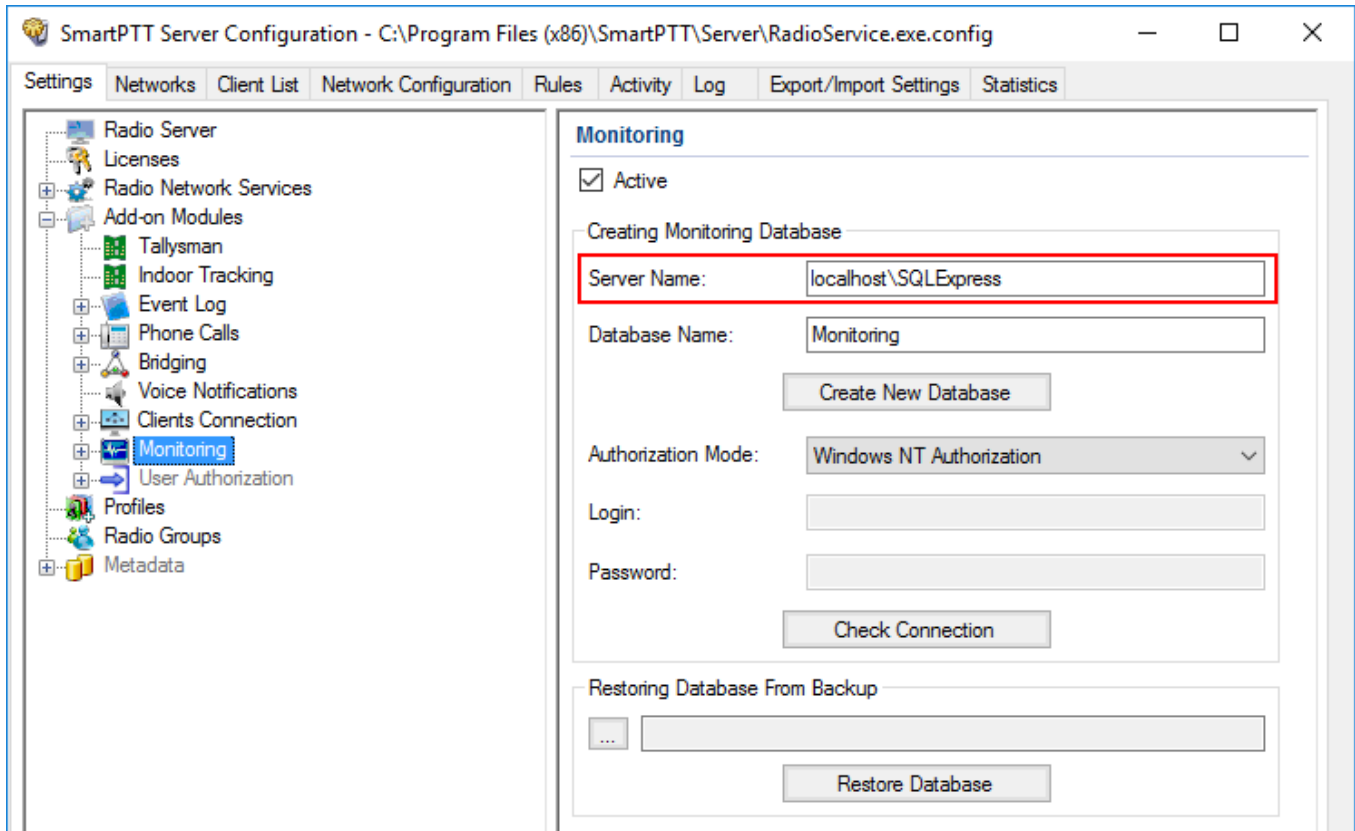 SmartPTT Server Configuration - C:\Program Files (x86)\SmartPTT\Server\RadioService.exe.config
Settings Networks Client List Network Configuration Rules Activity Log Export/Import Settings Statistics
Radio Server
Licenses
Radio Network Services
Add-on Modules
Tallysman
Indoor Tracking
Event Log
Phone Calls
Bridging
Voice Notifications
Clients Connection
Monitoring
User Authorization
Profiles
Radio Groups
Metadata
Monitoring
Active
Creating Monitoring Database
Server Name: localhost\SQLExpress
Database Name: Monitoring
Create New Database
Authorization Mode: Windows NT Authorization
Login:
Password:
Check Connection
Restoring Database From Backup
...
Restore Database